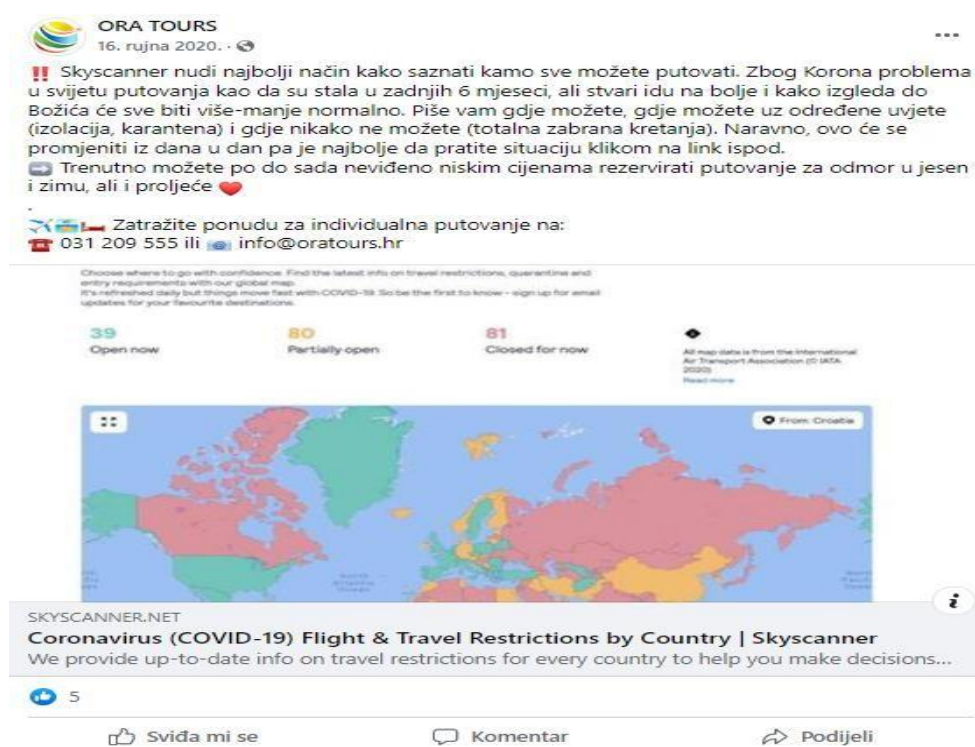 ORA TOURS
16. rujna 2020. ·
‼ Skyscanner nudi najbolji način kako saznati kamo sve možete putovati. Zbog Korona problema
u svijetu putovanja kao da su stala u zadnjih 6 mjeseci, ali stvari idu na bolje i kako izgleda do
Božića će sve biti više-manje normalno. Piše vam gdje možete, gdje možete uz određene uvjete
(izolacija, karantena) i gdje nikako ne možete (totalna zabrana kretanja). Naravno, ovo će se
promjeniti iz dana u dan pa je najbolje da pratite situaciju klikom na link ispod.
➡ Trenutno možete po do sada neviđeno niskim cijenama rezervirati putovanje za odmor u jesen
i zimu, ali i proljeće ❤
.
Zatražite ponudu za individualna putovanje na:
☎ 031 209 555 ili 📧 info@oratours.hr
Choose where to go with confidence. Find the latest info on travel restrictions, quarantine and
entry requirements with our global map.
It's refreshed daily but things move fast with COVID-19. So be the first to know - sign up for email
updates for your favourite destinations.
39
Open now
80
Partially open
81
Closed for now
All map data is from the International
Air Transport Association (© IATA
2020)
Read more
From: Croatia
SKYSCANNER.NET
Coronavirus (COVID-19) Flight & Travel Restrictions by Country | Skyscanner
We provide up-to-date info on travel restrictions for every country to help you make decisions...
5
Sviđa mi se
Komentar
Podijeli